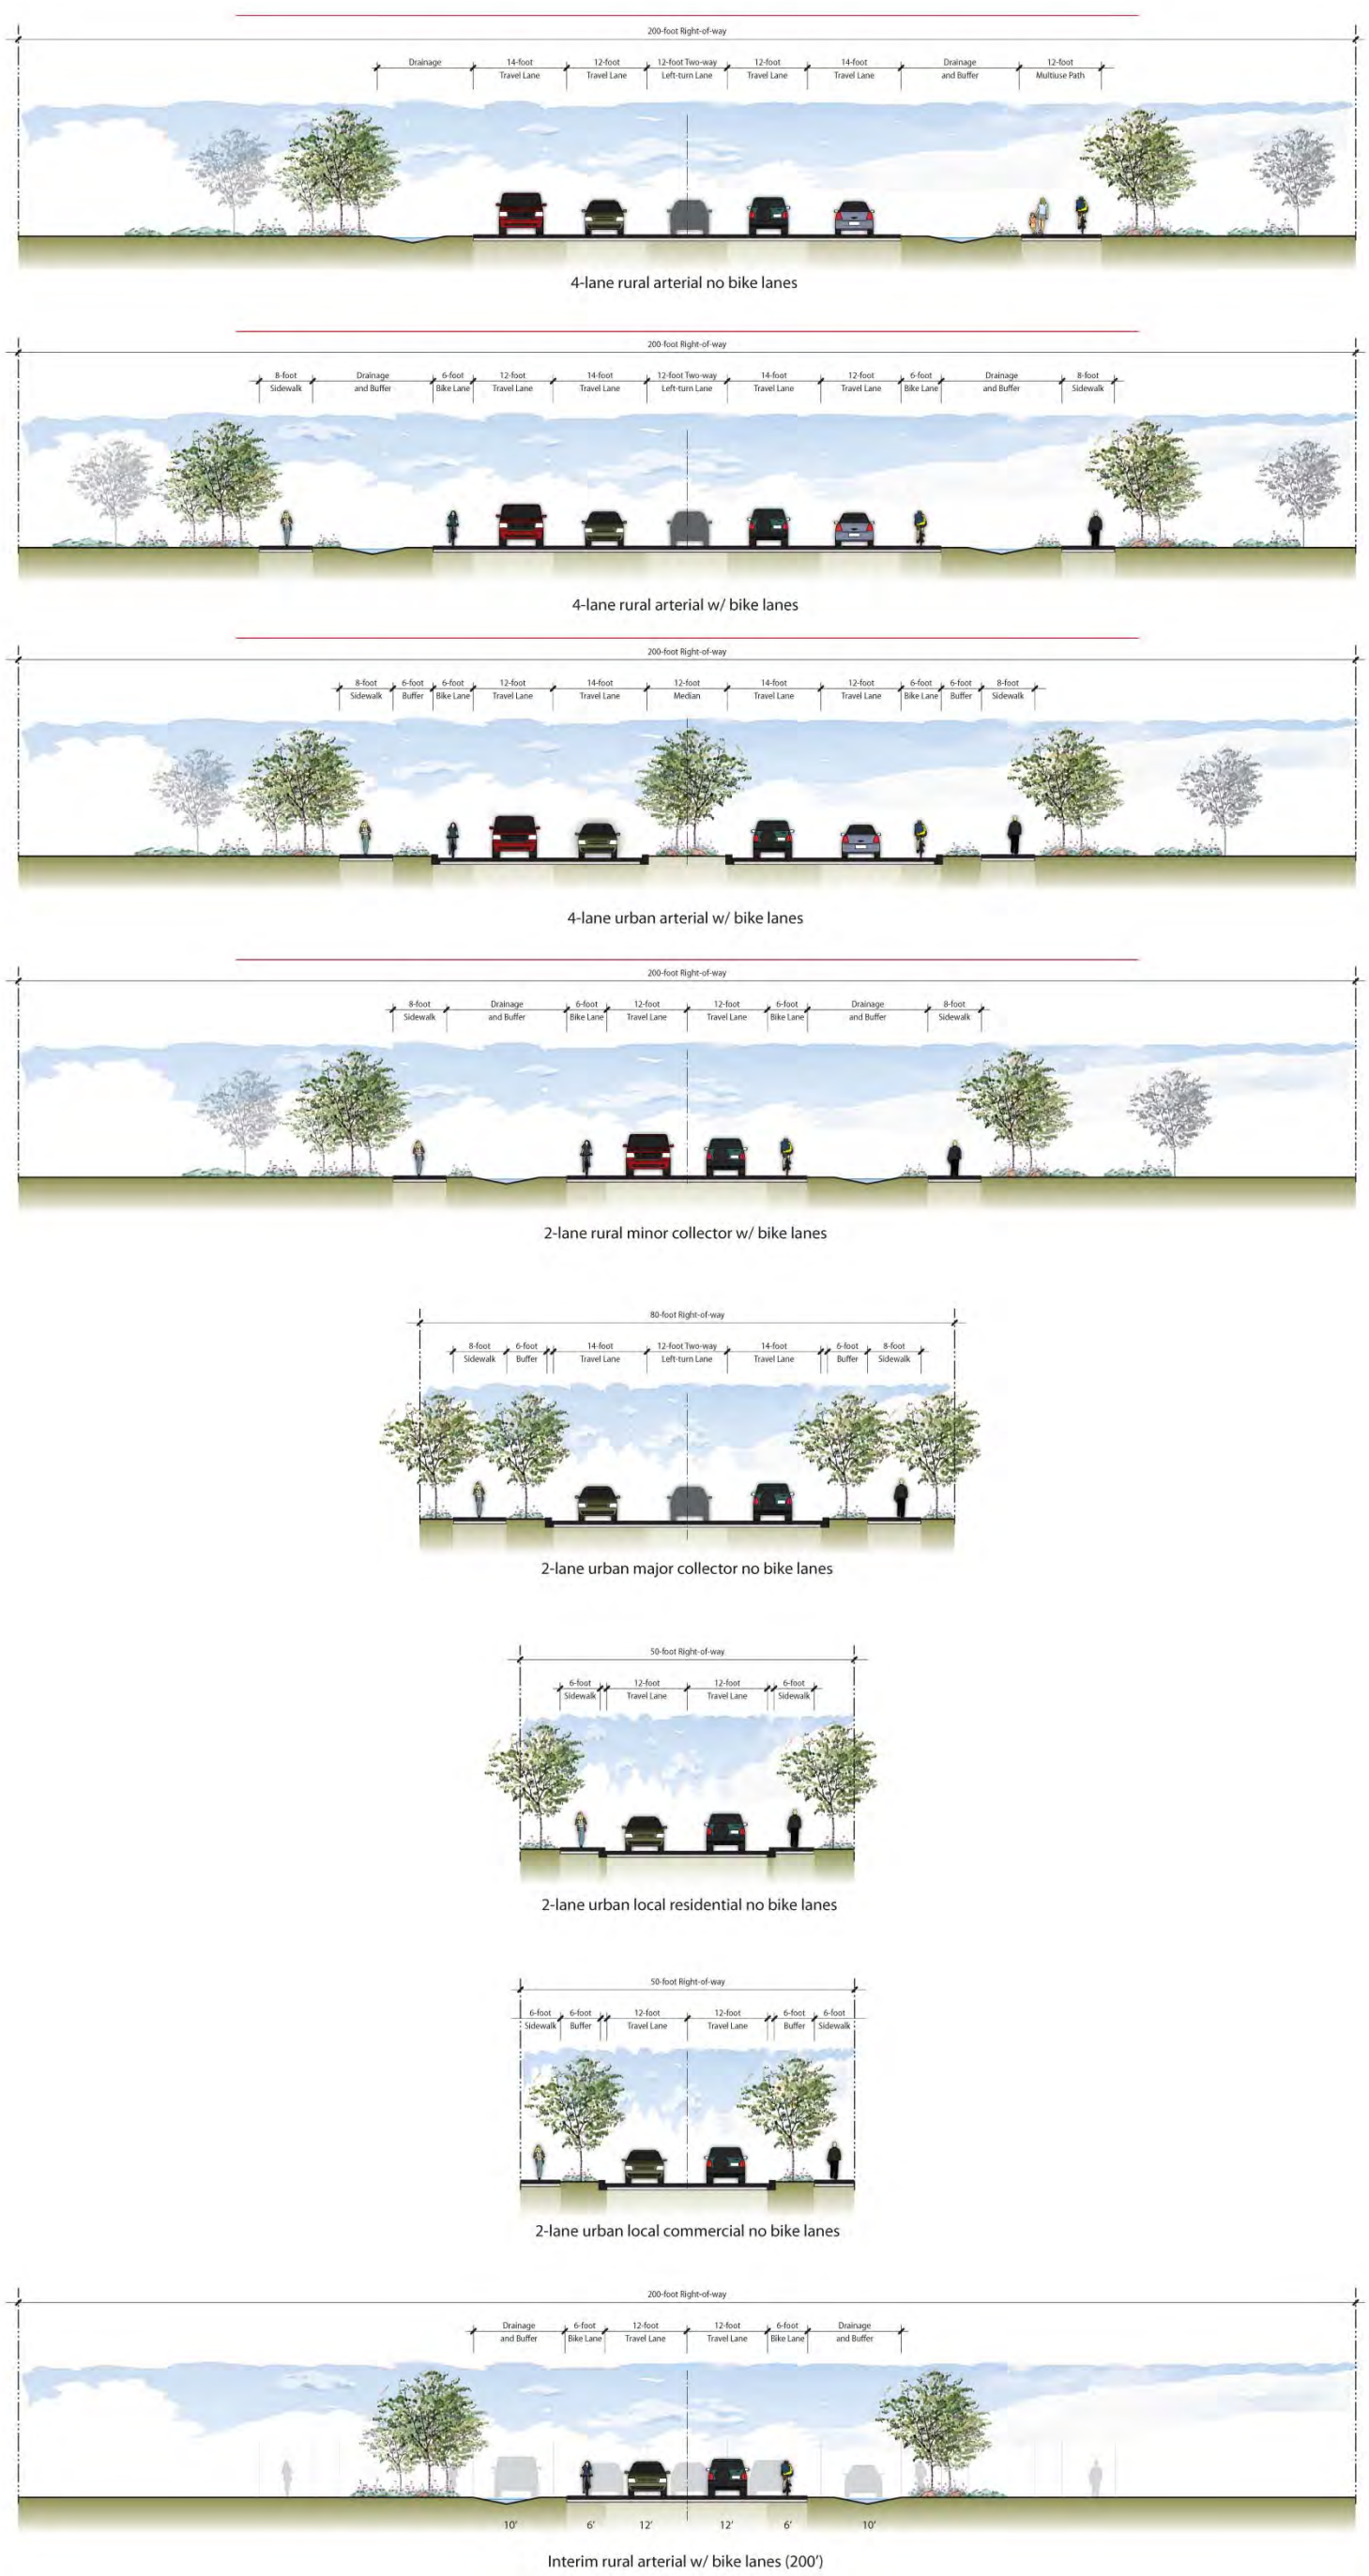 200-foot Right-of-way
Drainage 14-foot 12-foot 12-foot Two-way 12-foot 14-foot Drainage 12-foot
Travel Lane Travel Lane Left-turn Lane Travel Lane Travel Lane and Buffer Multiuse Path
4-lane rural arterial no bike lanes
200-foot Right-of-way
8-foot Drainage 6-foot 12-foot 14-foot 12-foot Two-way 14-foot 12-foot 6-foot Drainage 8-foot
Sidewalk and Buffer Bike Lane Travel Lane Travel Lane Left-turn Lane Travel Lane Travel Lane Bike Lane and Buffer Sidewalk
4-lane rural arterial w/ bike lanes
200-foot Right-of-way
8-foot 6-foot 6-foot 12-foot 14-foot 12-foot 14-foot 12-foot 6-foot 6-foot 8-foot
Sidewalk Buffer Bike Lane Travel Lane Travel Lane Median Travel Lane Travel Lane Bike Lane Buffer Sidewalk
4-lane urban arterial w/ bike lanes
200-foot Right-of-way
8-foot Drainage 6-foot 12-foot 12-foot 6-foot Drainage 8-foot
Sidewalk and Buffer Bike Lane Travel Lane Travel Lane Bike Lane and Buffer Sidewalk
2-lane rural minor collector w/ bike lanes
80-foot Right-of-way
8-foot 6-foot 14-foot 12-foot Two-way 14-foot 6-foot 8-foot
Sidewalk Buffer Travel Lane Left-turn Lane Travel Lane Buffer Sidewalk
2-lane urban major collector no bike lanes
50-foot Right-of-way
6-foot 12-foot 12-foot 6-foot
Sidewalk Travel Lane Travel Lane Sidewalk
2-lane urban local residential no bike lanes
50-foot Right-of-way
6-foot 6-foot 12-foot 12-foot 6-foot 6-foot
Sidewalk Buffer Travel Lane Travel Lane Buffer Sidewalk
2-lane urban local commercial no bike lanes
200-foot Right-of-way
Drainage 6-foot 12-foot 12-foot 6-foot Drainage
and Buffer Bike Lane Travel Lane Travel Lane Bike Lane and Buffer
10' 6' 12' 12' 6' 10'
Interim rural arterial w/ bike lanes (200')